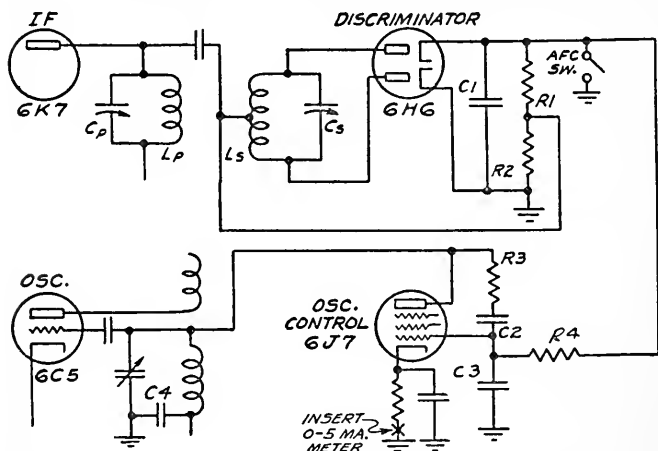 IF
6K7
Cp
Lp
Ls
Cs
DISCRIMINATOR
6H6
C1
R1
R2
AFC
SW.
OSC.
6C5
C4
OSC.
CONTROL
6J7
R3
C2
C3
R4
INSERT
0-5 MA.
METER